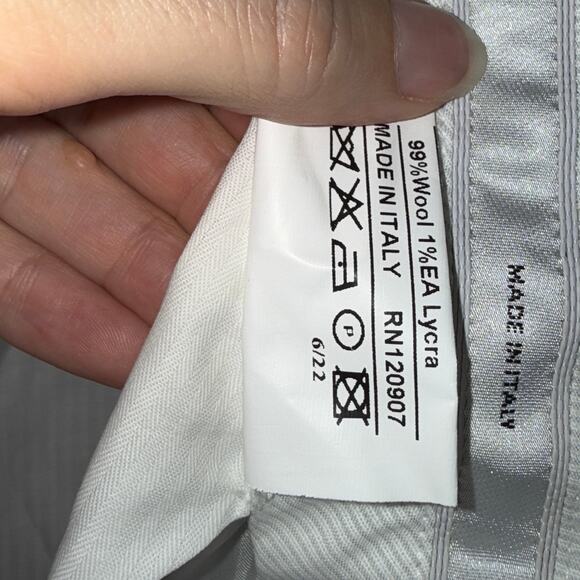 99%Wool 1%EA Lycra
MADE IN ITALY RN120907
P
6/22
MADE IN ITALY